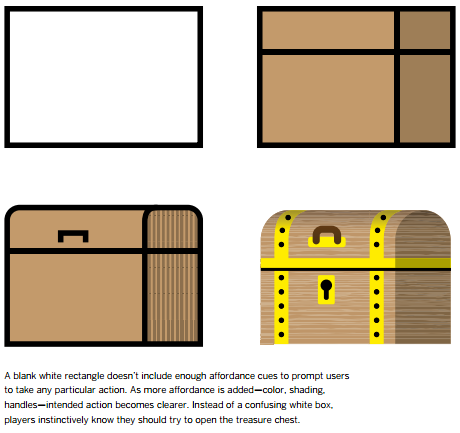 A blank white rectangle doesn't include enough affordance cues to prompt users
to take any particular action. As more affordance is added—color, shading,
handles—intended action becomes clearer. Instead of a confusing white box,
players instinctively know they should try to open the treasure chest.